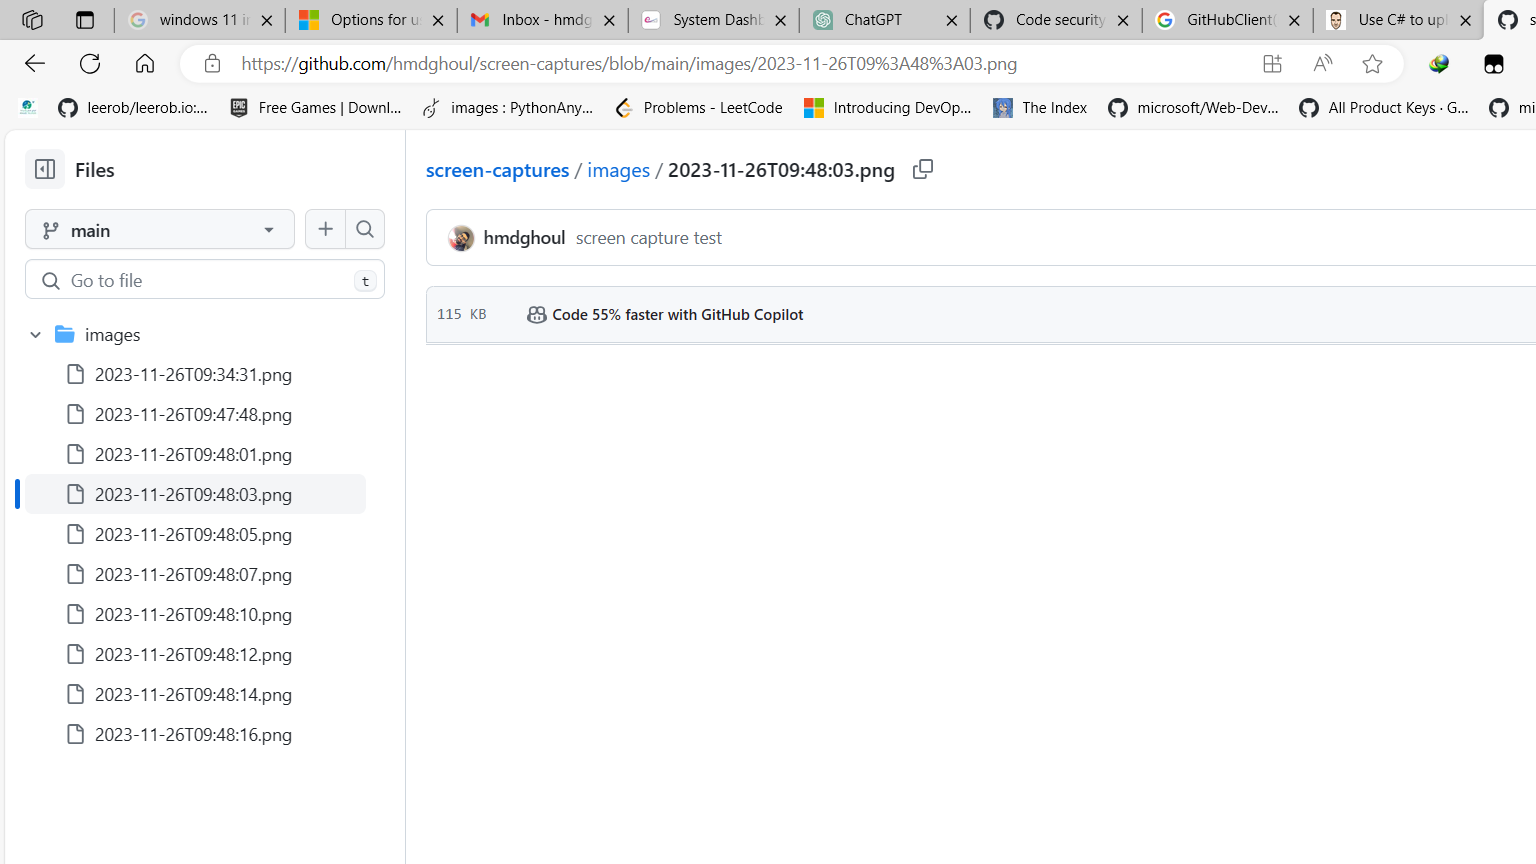 windows 11 i
Options for u
Inbox - hmdg
System Dashb
ChatGPT
Code security
GitHubClient(
Use C# to upl
s
https://github.com/hmdghoul/screen-captures/blob/main/images/2023-11-26T09%3A48%3A03.png
leerob/leerob.io:...
Free Games | Downl...
images : PythonAny...
Problems - LeetCode
Introducing DevOp...
The Index
microsoft/Web-Dev...
All Product Keys · G...
mi
Files
screen-captures / images / 2023-11-26T09:48:03.png
main
hmdghoul screen capture test
Go to file t
115 KB Code 55% faster with GitHub Copilot
images
2023-11-26T09:34:31.png
2023-11-26T09:47:48.png
2023-11-26T09:48:01.png
2023-11-26T09:48:03.png
2023-11-26T09:48:05.png
2023-11-26T09:48:07.png
2023-11-26T09:48:10.png
2023-11-26T09:48:12.png
2023-11-26T09:48:14.png
2023-11-26T09:48:16.png